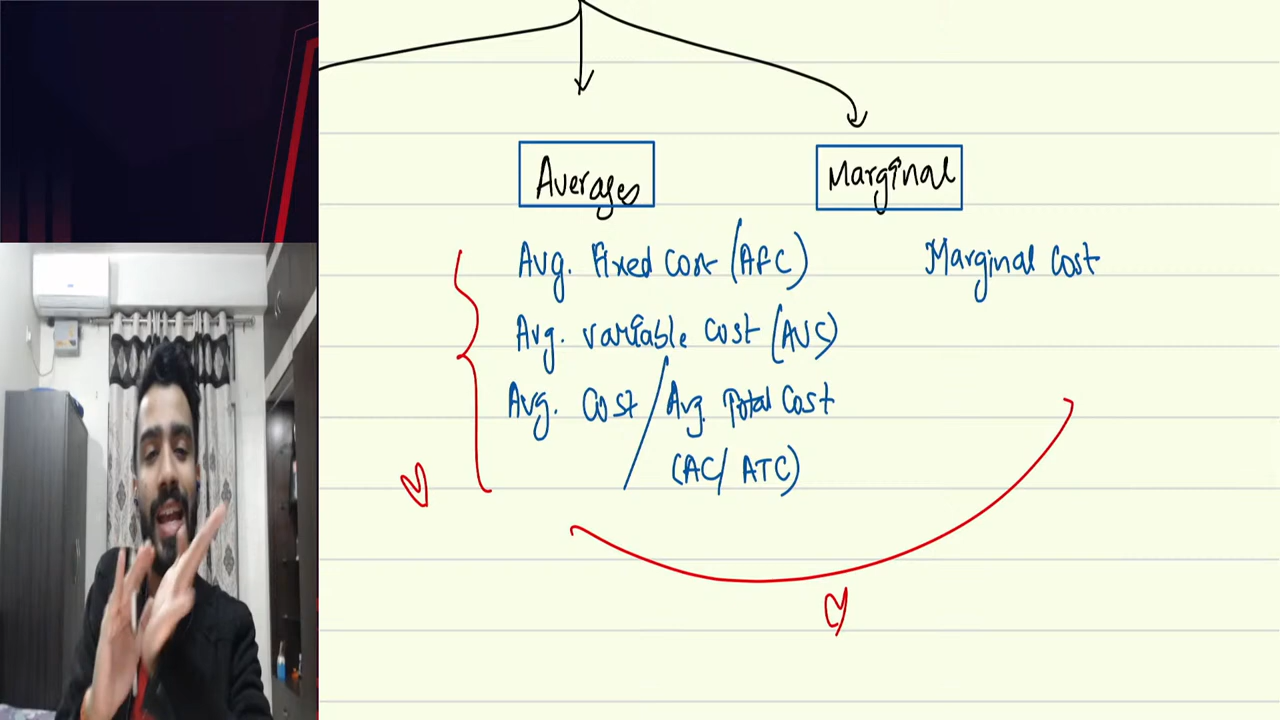 Averages
Marginal
Avg. Fixed Cost (AFC)
Marginal Cost
Avg. Variable Cost (AVC)
Avg. Cost / Avg. Total Cost
(AC/ ATC)